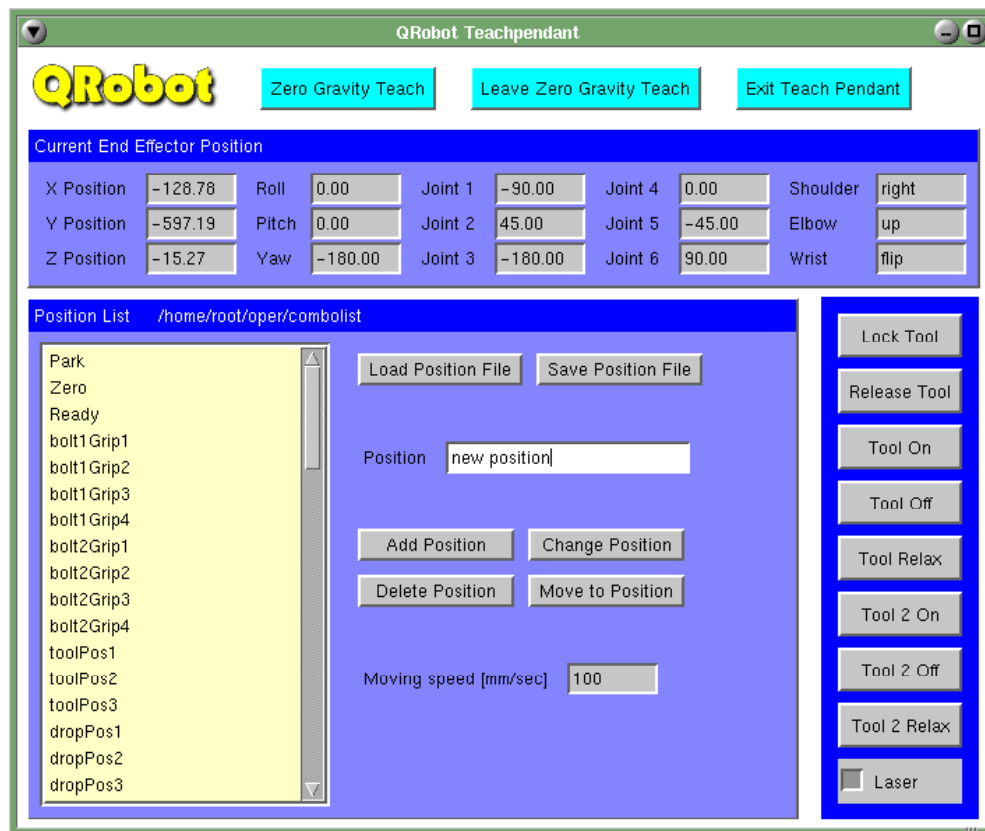 QRobot Teachpendant
QRobot
Zero Gravity Teach
Leave Zero Gravity Teach
Exit Teach Pendant
Current End Effector Position
X Position -128.78 Roll 0.00 Joint 1 -90.00 Joint 4 0.00 Shoulder right
Y Position -597.19 Pitch 0.00 Joint 2 45.00 Joint 5 -45.00 Elbow up
Z Position -15.27 Yaw -180.00 Joint 3 -180.00 Joint 6 90.00 Wrist flip
Position List /home/root/oper/combolist
Park
Zero
Ready
bolt1Grip1
bolt1Grip2
bolt1Grip3
bolt1Grip4
bolt2Grip1
bolt2Grip2
bolt2Grip3
bolt2Grip4
toolPos1
toolPos2
toolPos3
dropPos1
dropPos2
dropPos3
Load Position File
Save Position File
Position new position
Add Position
Change Position
Delete Position
Move to Position
Moving speed [mm/sec] 100
Lock Tool
Release Tool
Tool On
Tool Off
Tool Relax
Tool 2 On
Tool 2 Off
Tool 2 Relax
Laser